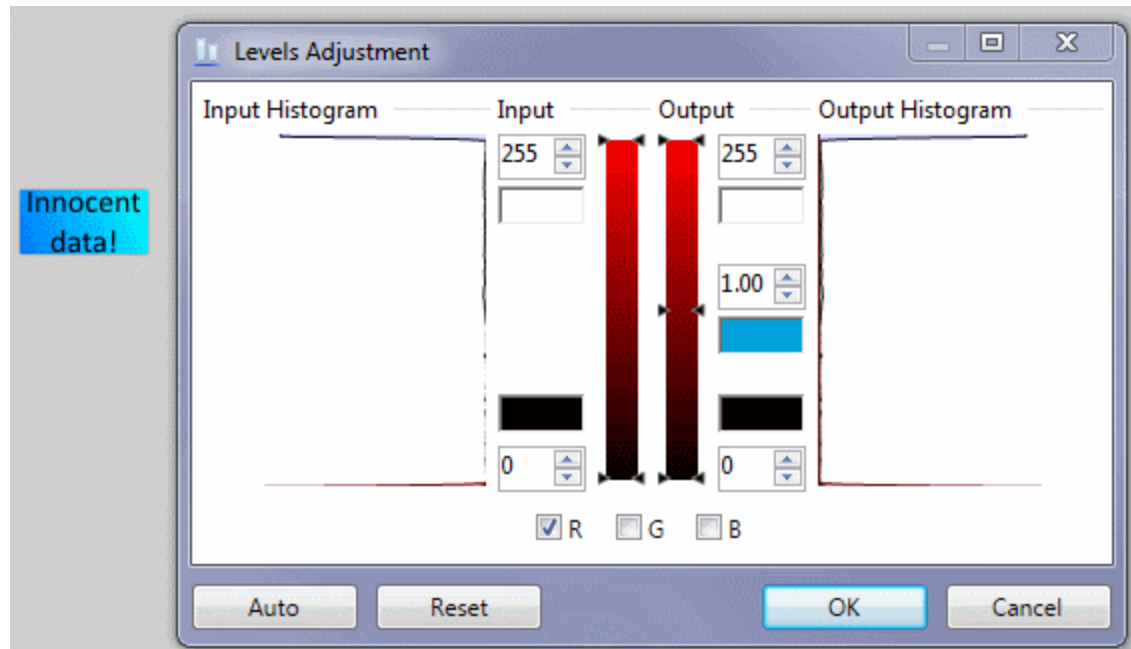 Levels Adjustment
Input Histogram Input Output Output Histogram
255 255
Innocent
data!
1.00
0 0
R G B
Auto Reset OK Cancel